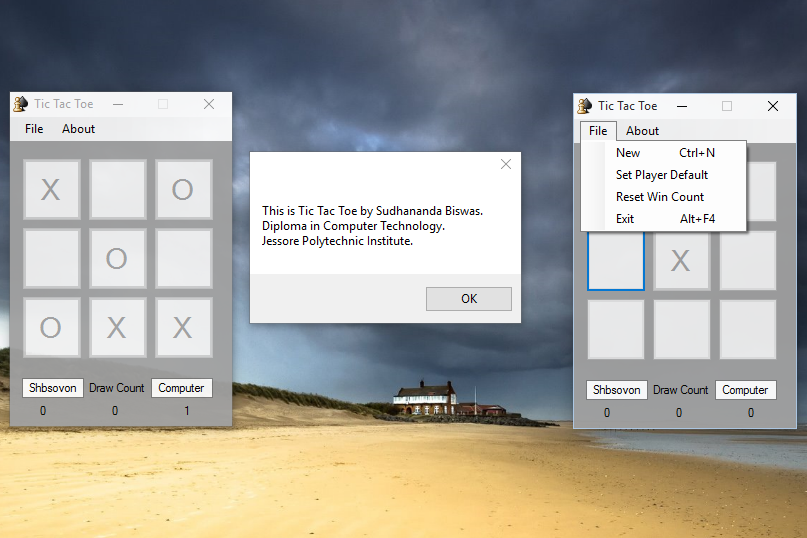 Tic Tac Toe
File About
X O
O
O X X
Shbsovon Draw Count Computer
0 0 1
This is Tic Tac Toe by Sudhananda Biswas.
Diploma in Computer Technology.
Jessore Polytechnic Institute.
OK
Tic Tac Toe
File About
New Ctrl+N
Set Player Default
Reset Win Count
Exit Alt+F4
X
Shbsovon Draw Count Computer
0 0 0